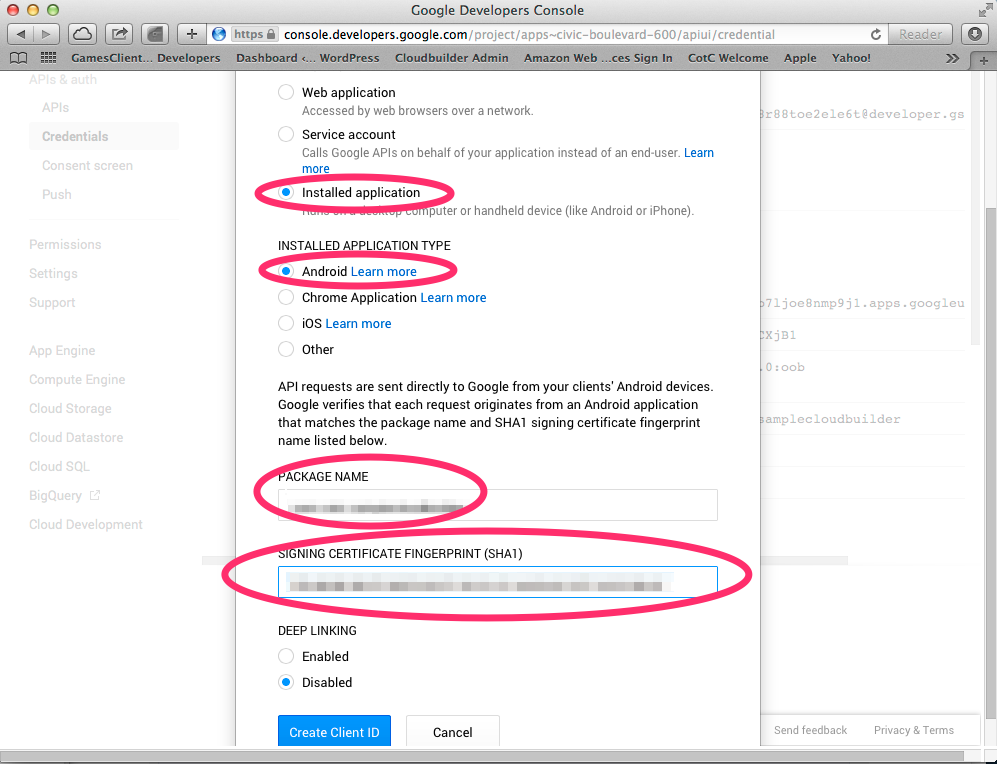 Google Developers Console
https console.developers.google.com/project/apps~civic-boulevard-600/apiui/credential Reader
GamesClient... Developers Dashboard <... WordPress Cloudbuilder Admin Amazon Web ...ces Sign In CotC Welcome Apple Yahoo!
APIs & auth
APIs
Credentials
Consent screen
Push
Permissions
Settings
Support
App Engine
Compute Engine
Cloud Storage
Cloud Datastore
Cloud SQL
BigQuery
Cloud Development
Web application
Accessed by web browsers over a network.
Service account
Calls Google APIs on behalf of your application instead of an end-user. Learn
more
Installed application
Runs on a desktop computer or handheld device (like Android or iPhone).
INSTALLED APPLICATION TYPE
Android Learn more
Chrome Application Learn more
iOS Learn more
Other
API requests are sent directly to Google from your clients' Android devices.
Google verifies that each request originates from an Android application
that matches the package name and SHA1 signing certificate fingerprint
name listed below.
PACKAGE NAME
SIGNING CERTIFICATE FINGERPRINT (SHA1)
DEEP LINKING
Enabled
Disabled
Create Client ID Cancel
8r88toe2ele6t@developer.gs
o7ljoe8nmp9j1.apps.googleu
CXjB1
.0:oob
samplecloudbuilder
Send feedback Privacy & Terms